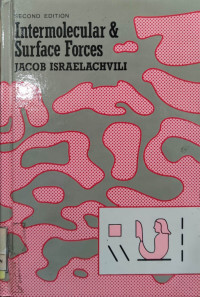 SECOND EDITION
Intermolecular &
Surface Forces
JACOB ISRAELACHVILI